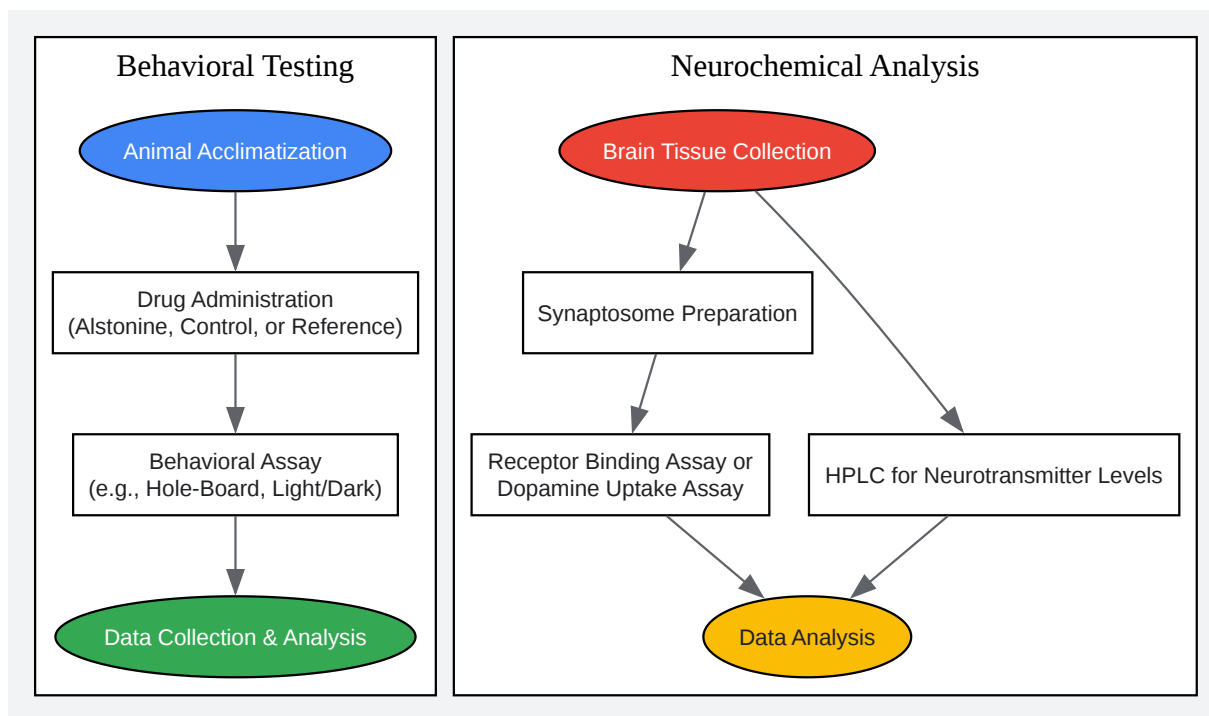 Behavioral Testing
Animal Acclimatization
Drug Administration
(Alstonine, Control, or Reference)
Behavioral Assay
(e.g., Hole-Board, Light/Dark)
Data Collection & Analysis
Neurochemical Analysis
Brain Tissue Collection
Synaptosome Preparation
Receptor Binding Assay or
Dopamine Uptake Assay
HPLC for Neurotransmitter Levels
Data Analysis